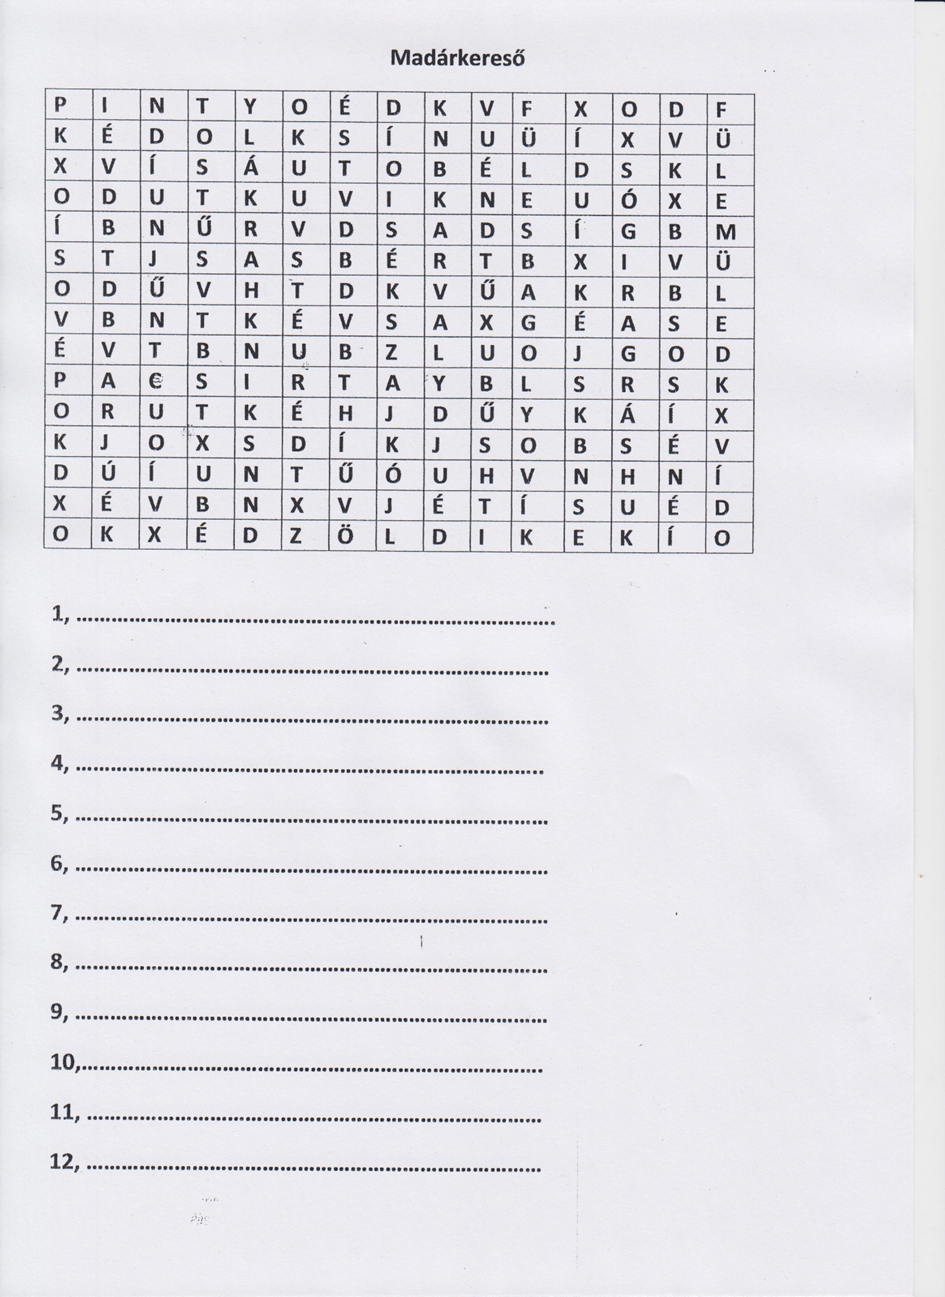 Madárkereső
P I N T Y O É D K V F X O D F
K É D O L K S Í N U Ü Í X V Ü
X V Í S Á U T O B É L D S K L
O D U T K U V I K N E U Ó X E
Í B N Ű R V D S A D S Í G B M
S T J S A S B É R T B X I V Ü
O D Ű V H T D K V Ű A K R B L
V B N T K É V S A X G É A S E
É V T B N U B Z L U O J G O D
P A C S I R T A Y B L S R S K
O R U T K É H J D Ű Y K Á Í X
K J O X S D Í K J S O B S É V
D Ú Í U N T Ű Ó U H V N H N Í
X É V B N X V J É T Í S U É D
O K X É D Z Ö L D I K E K Í O
1, ................................................................................
2, ................................................................................
3, ................................................................................
4, ................................................................................
5, ................................................................................
6, ................................................................................
7, ................................................................................
8, ................................................................................
9, ................................................................................
10,...............................................................................
11, .............................................................................
12, .............................................................................